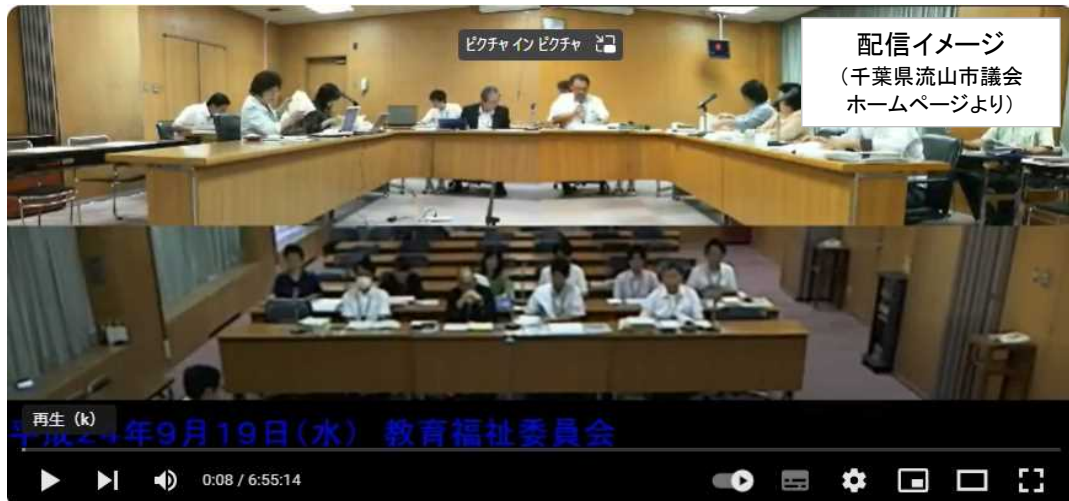 ピクチャ イン ピクチャ
配信イメージ
（千葉県流山市議会
ホームページより）
再生（k）
平成24年9月19日(水) 教育福祉委員会
0:08 / 6:55:14